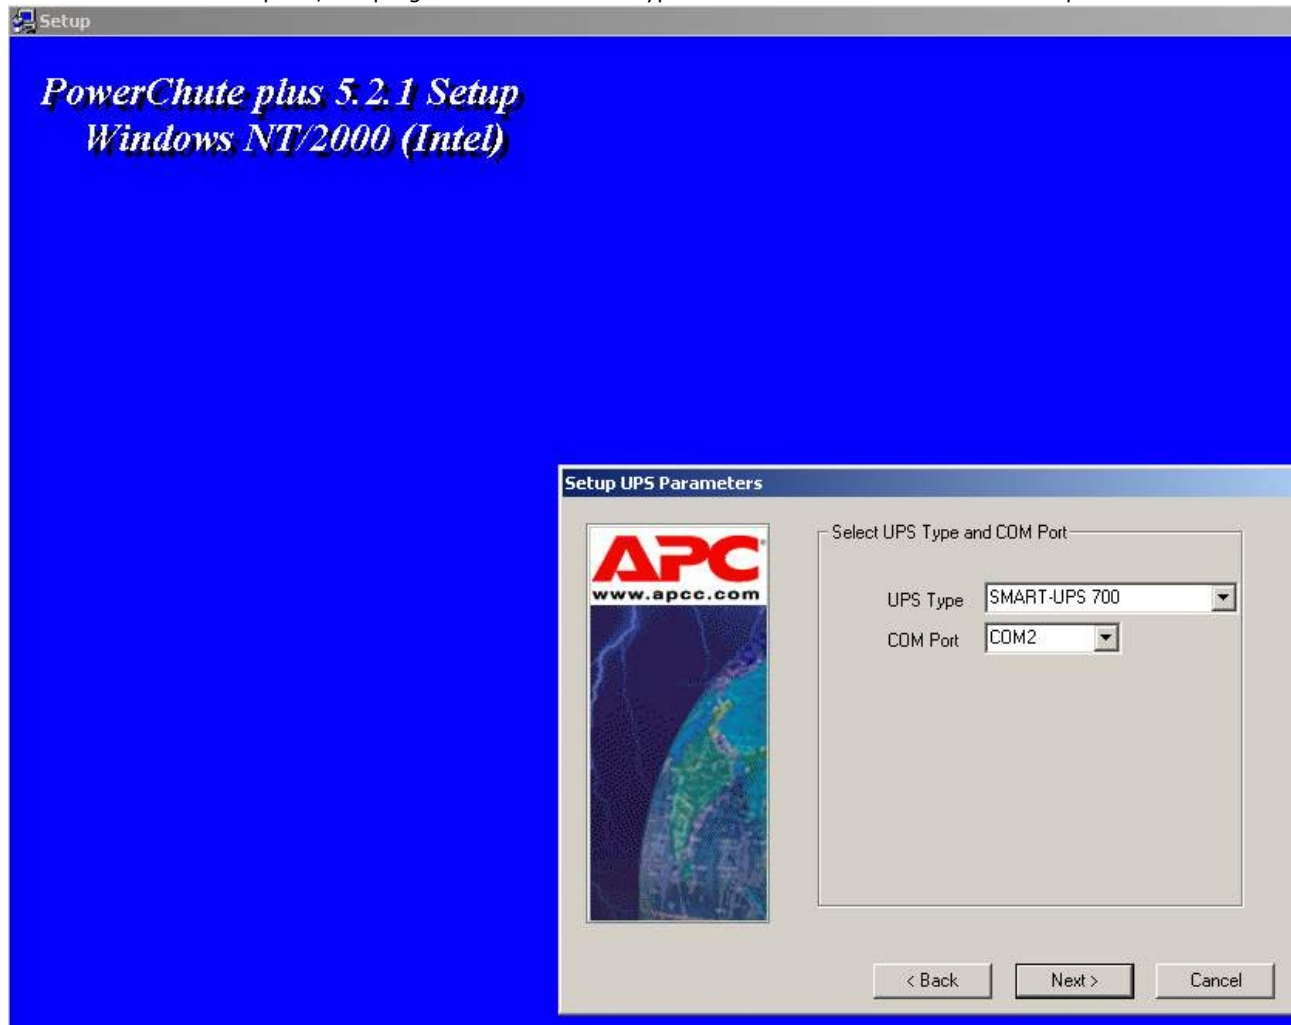 Setup
PowerChute plus 5.2.1 Setup
Windows NT/2000 (Intel)
Setup UPS Parameters
APC
www.apcc.com
Select UPS Type and COM Port
UPS Type SMART-UPS 700
COM Port COM2
< Back Next > Cancel